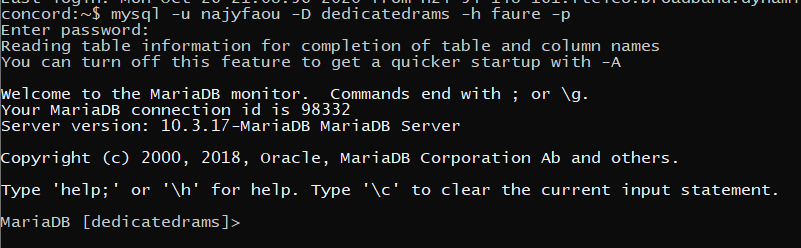 concord:~$ mysql -u najyfaou -D dedicatedrams -h faure -p
Enter password:
Reading table information for completion of table and column names
You can turn off this feature to get a quicker startup with -A
Welcome to the MariaDB monitor.  Commands end with ; or \g.
Your MariaDB connection id is 98332
Server version: 10.3.17-MariaDB MariaDB Server
Copyright (c) 2000, 2018, Oracle, MariaDB Corporation Ab and others.
Type 'help;' or '\h' for help. Type '\c' to clear the current input statement.
MariaDB [dedicatedrams]>